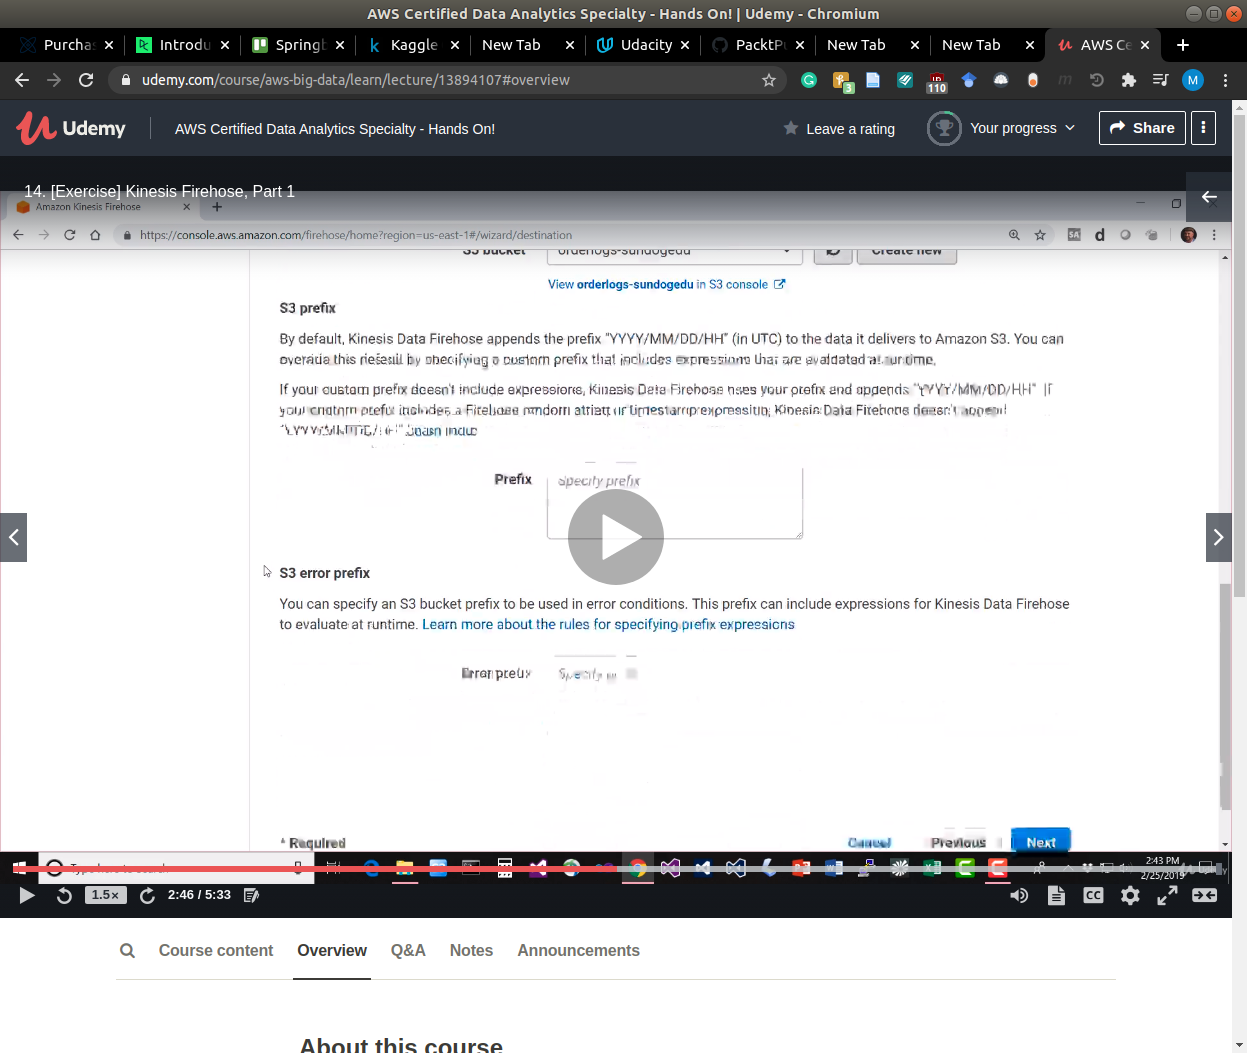 AWS Certified Data Analytics Specialty - Hands On! | Udemy - Chromium
Purchas Introdu Springb Kaggle New Tab Udacity PacktPu New Tab New Tab AWS Ce
udemy.com/course/aws-big-data/learn/lecture/13894107#overview
3 110 M
Udemy AWS Certified Data Analytics Specialty - Hands On! Leave a rating Your progress Share
14. [Exercise] Kinesis Firehose, Part 1
Amazon Kinesis Firehose
https://console.aws.amazon.com/firehose/home?region=us-east-1#/wizard/destination
S3 bucket orderlogs-sundogedu Create new
View orderlogs-sundogedu in S3 console
S3 prefix
By default, Kinesis Data Firehose appends the prefix "YYYY/MM/DD/HH" (in UTC) to the data it delivers to Amazon S3. You can
override this default by specifying a custom prefix that includes expressions that are evaluated at runtime.
If your custom prefix doesn't include expressions, Kinesis Data Firehose uses your prefix and appends "YYYY/MM/DD/HH" If
your custom prefix includes a Firehose random string or timestamp expression, Kinesis Data Firehose doesn't append
"YYYY/MM/DD/HH"
Prefix Specify prefix
S3 error prefix
You can specify an S3 bucket prefix to be used in error conditions. This prefix can include expressions for Kinesis Data Firehose
to evaluate at runtime. Learn more about the rules for specifying prefix expressions
Error prefix Specify
* Required Cancel Previous Next
Type here to search 2:43 PM
2/25/2019
1.5× 2:46 / 5:33 CC
Course content Overview Q&A Notes Announcements
About this course